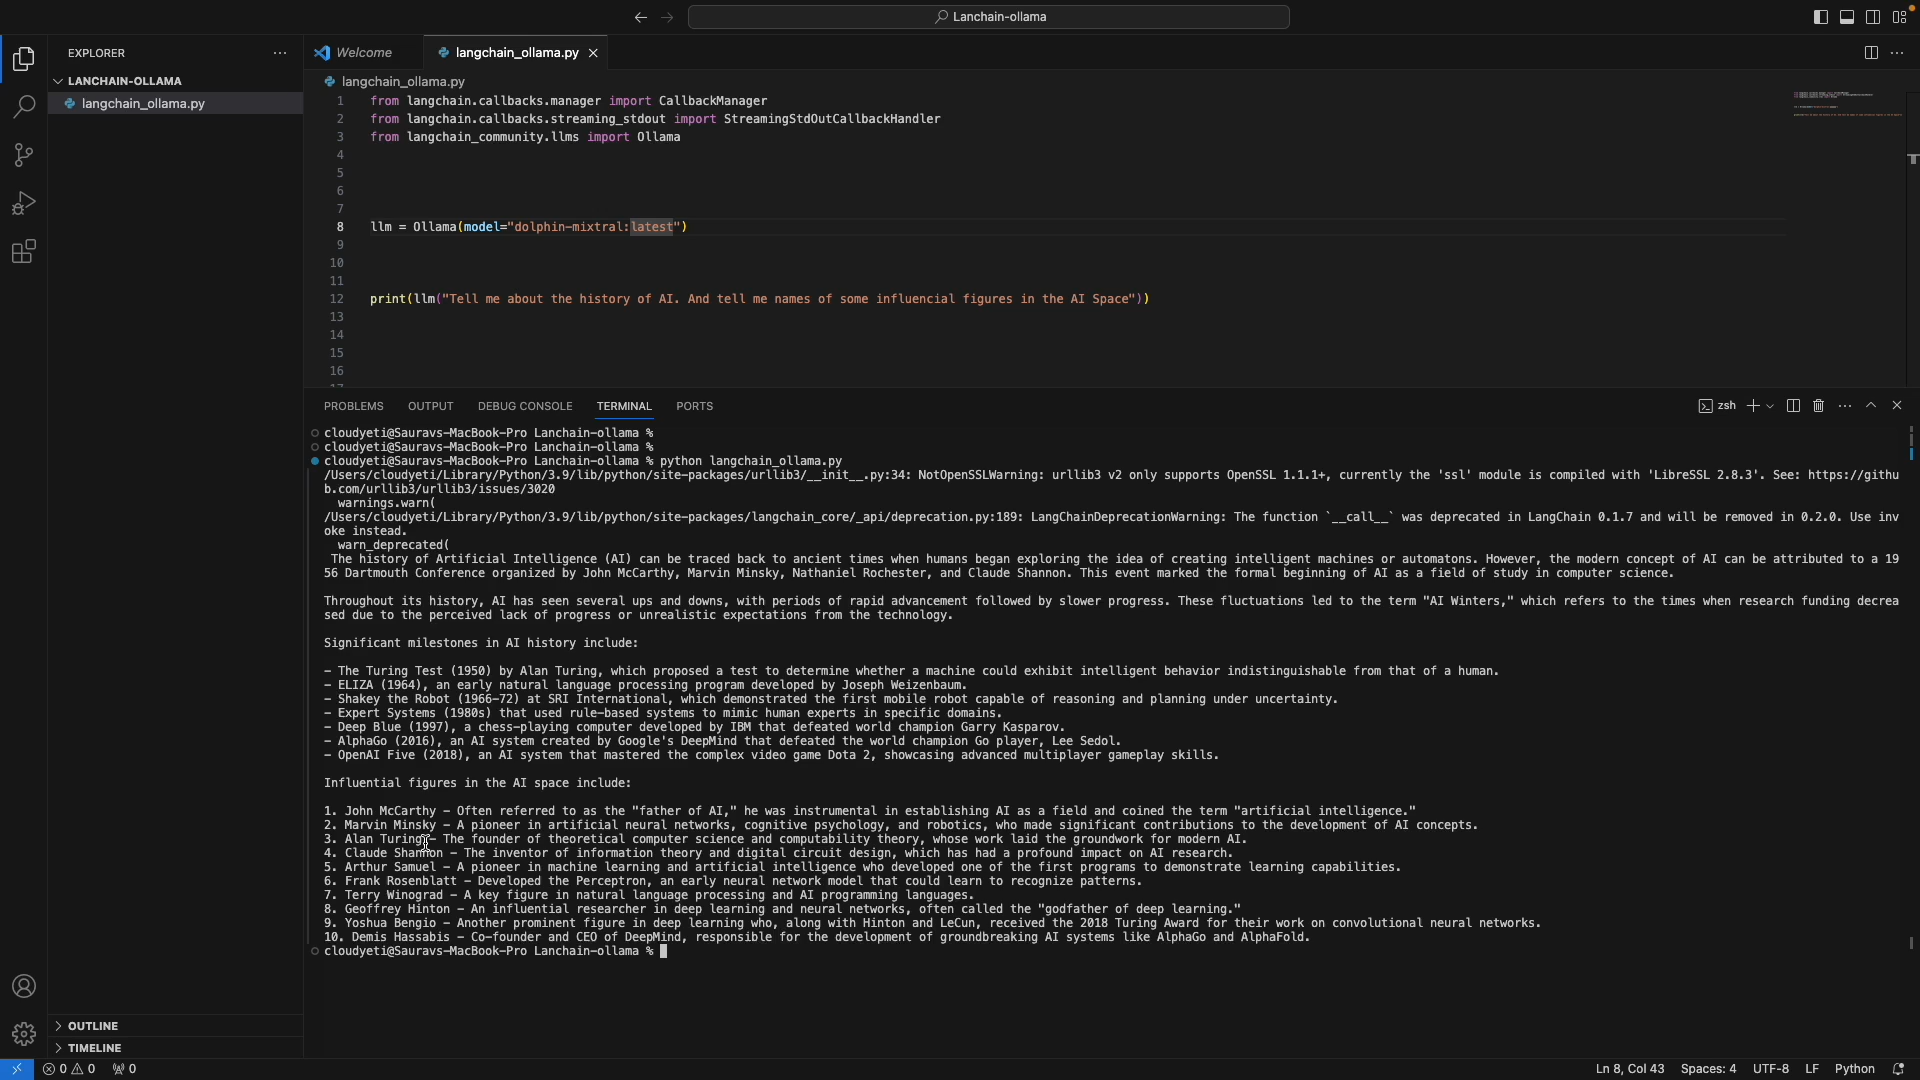 Lanchain-ollama
EXPLORER
LANCHAIN-OLLAMA
langchain_ollama.py
OUTLINE
TIMELINE
Welcome
langchain_ollama.py
langchain_ollama.py
1 from langchain.callbacks.manager import CallbackManager
2 from langchain.callbacks.streaming_stdout import StreamingStdOutCallbackHandler
3 from langchain_community.llms import Ollama
4
5
6
7
8 llm = Ollama(model="dolphin-mixtral:latest")
9
10
11
12 print(llm("Tell me about the history of AI. And tell me names of some influencial figures in the AI Space"))
13
14
15
16
17
PROBLEMS OUTPUT DEBUG CONSOLE TERMINAL PORTS
zsh
cloudyeti@Sauravs-MacBook-Pro Lanchain-ollama %
cloudyeti@Sauravs-MacBook-Pro Lanchain-ollama %
cloudyeti@Sauravs-MacBook-Pro Lanchain-ollama % python langchain_ollama.py
/Users/cloudyeti/Library/Python/3.9/lib/python/site-packages/urllib3/__init__.py:34: NotOpenSSLWarning: urllib3 v2 only supports OpenSSL 1.1.1+, currently the 'ssl' module is compiled with 'LibreSSL 2.8.3'. See: https://githu
b.com/urllib3/urllib3/issues/3020
warnings.warn(
/Users/cloudyeti/Library/Python/3.9/lib/python/site-packages/langchain_core/_api/deprecation.py:189: LangChainDeprecationWarning: The function `__call__` was deprecated in LangChain 0.1.7 and will be removed in 0.2.0. Use inv
oke instead.
warn_deprecated(
The history of Artificial Intelligence (AI) can be traced back to ancient times when humans began exploring the idea of creating intelligent machines or automatons. However, the modern concept of AI can be attributed to a 19
56 Dartmouth Conference organized by John McCarthy, Marvin Minsky, Nathaniel Rochester, and Claude Shannon. This event marked the formal beginning of AI as a field of study in computer science.
Throughout its history, AI has seen several ups and downs, with periods of rapid advancement followed by slower progress. These fluctuations led to the term "AI Winters," which refers to the times when research funding decrea
sed due to the perceived lack of progress or unrealistic expectations from the technology.
Significant milestones in AI history include:
- The Turing Test (1950) by Alan Turing, which proposed a test to determine whether a machine could exhibit intelligent behavior indistinguishable from that of a human.
- ELIZA (1964), an early natural language processing program developed by Joseph Weizenbaum.
- Shakey the Robot (1966-72) at SRI International, which demonstrated the first mobile robot capable of reasoning and planning under uncertainty.
- Expert Systems (1980s) that used rule-based systems to mimic human experts in specific domains.
- Deep Blue (1997), a chess-playing computer developed by IBM that defeated world champion Garry Kasparov.
- AlphaGo (2016), an AI system created by Google's DeepMind that defeated the world champion Go player, Lee Sedol.
- OpenAI Five (2018), an AI system that mastered the complex video game Dota 2, showcasing advanced multiplayer gameplay skills.
Influential figures in the AI space include:
1. John McCarthy - Often referred to as the "father of AI," he was instrumental in establishing AI as a field and coined the term "artificial intelligence."
2. Marvin Minsky - A pioneer in artificial neural networks, cognitive psychology, and robotics, who made significant contributions to the development of AI concepts.
3. Alan Turing - The founder of theoretical computer science and computability theory, whose work laid the groundwork for modern AI.
4. Claude Shannon - The inventor of information theory and digital circuit design, which has had a profound impact on AI research.
5. Arthur Samuel - A pioneer in machine learning and artificial intelligence who developed one of the first programs to demonstrate learning capabilities.
6. Frank Rosenblatt - Developed the Perceptron, an early neural network model that could learn to recognize patterns.
7. Terry Winograd - A key figure in natural language processing and AI programming languages.
8. Geoffrey Hinton - An influential researcher in deep learning and neural networks, often called the "godfather of deep learning."
9. Yoshua Bengio - Another prominent figure in deep learning who, along with Hinton and LeCun, received the 2018 Turing Award for their work on convolutional neural networks.
10. Demis Hassabis - Co-founder and CEO of DeepMind, responsible for the development of groundbreaking AI systems like AlphaGo and AlphaFold.
cloudyeti@Sauravs-MacBook-Pro Lanchain-ollama %
0 0 0 Ln 8, Col 43 Spaces: 4 UTF-8 LF Python